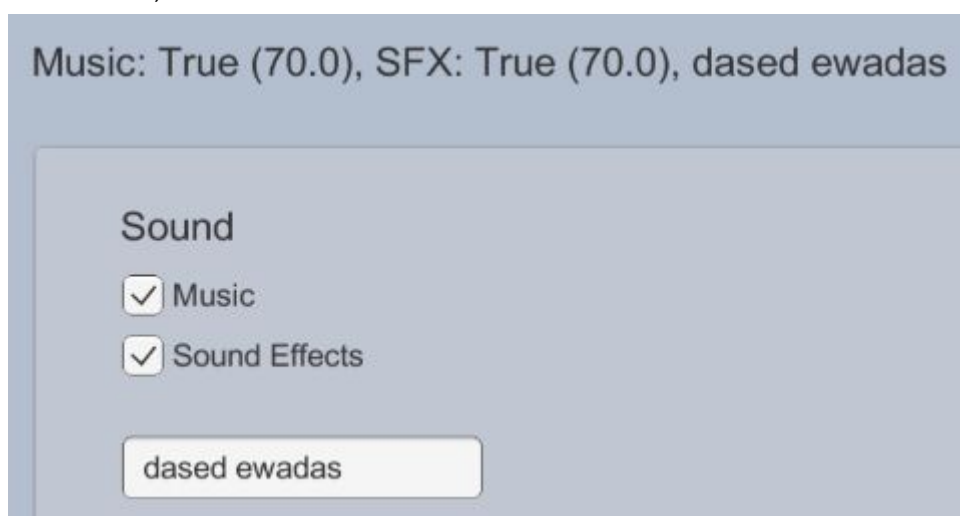 Music: True (70.0), SFX: True (70.0), dased ewadas
Sound
Music
Sound Effects
dased ewadas